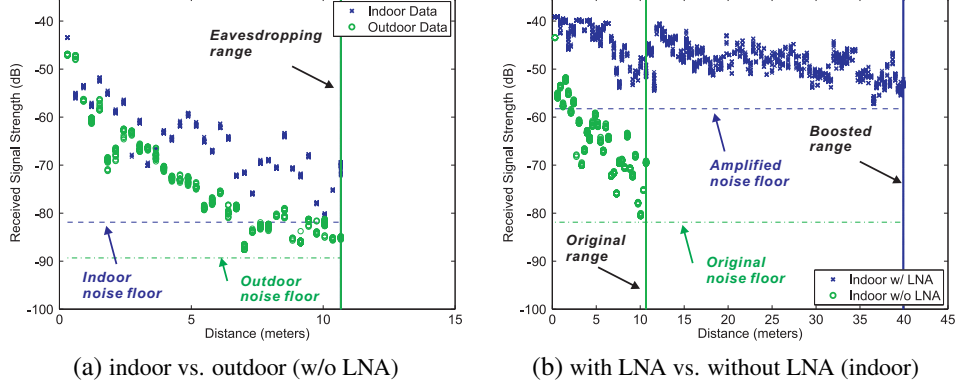 Indoor Data
Outdoor Data
Eavesdropping
range
Indoor
noise floor
Outdoor
noise floor
Received Signal Strength (dB)
-40
-50
-60
-70
-80
-90
-100
0
5
10
15
Distance (meters)
(a) indoor vs. outdoor (w/o LNA)
Received Signal Strength (dB)
-40
-50
-60
-70
-80
-90
-100
Amplified
noise floor
Boosted
range
Original
range
Original
noise floor
Indoor w/ LNA
Indoor w/o LNA
0
5
10
15
20
25
30
35
40
45
Distance (meters)
(b) with LNA vs. without LNA (indoor)